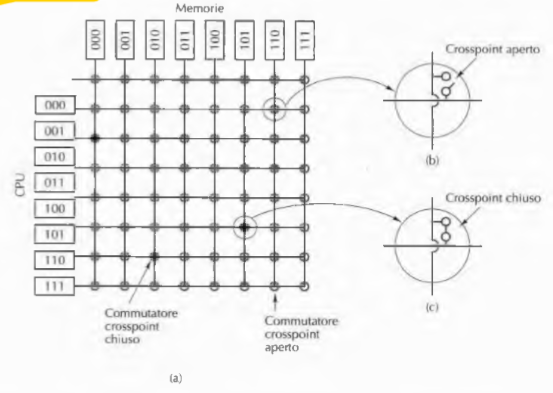 Memorie
000
001
010
011
100
101
110
111
CPU
000
001
010
011
100
101
110
111
Crosspoint aperto
(b)
Crosspoint chiuso
(c)
Commutatore
crosspoint
chiuso
Commutatore
crosspoint
aperto
(a)